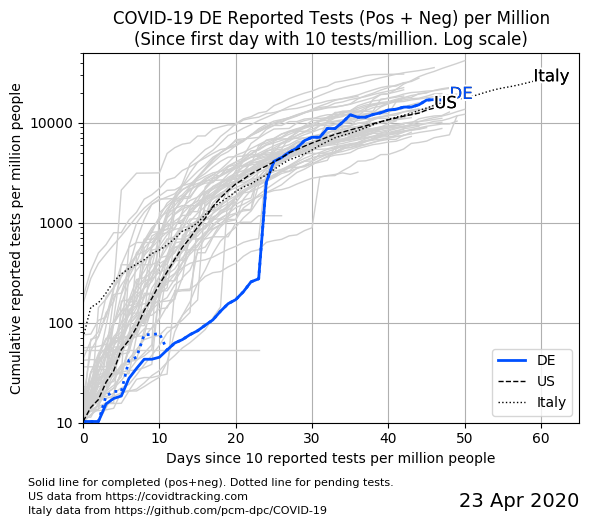 COVID-19 DE Reported Tests (Pos + Neg) per Million
(Since first day with 10 tests/million. Log scale)
Cumulative reported tests per million people
10000
1000
100
10
Italy
DE
US
DE
US
Italy
0
10
20
30
40
50
60
Days since 10 reported tests per million people
Solid line for completed (pos+neg). Dotted line for pending tests.
US data from https://covidtracking.com
Italy data from https://github.com/pcm-dpc/COVID-19
23 Apr 2020